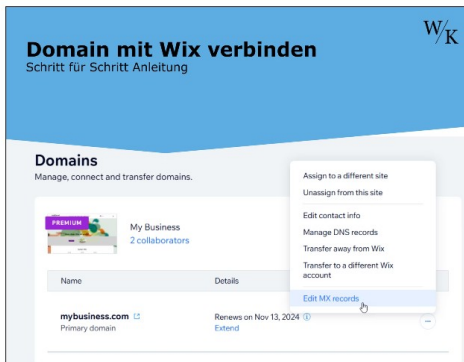 W/K
Domain mit Wix verbinden
Schritt für Schritt Anleitung
Domains
Manage, connect and transfer domains.
PREMIUM
My Business
2 collaborators
Assign to a different site
Unassign from this site
Edit contact info
Manage DNS records
Transfer away from Wix
Transfer to a different Wix
account
Edit MX records
Name
Details
mybusiness.com
Primary domain
Renews on Nov 13, 2024
Extend